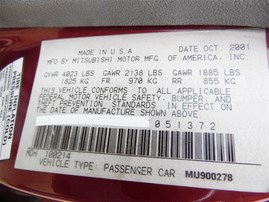 MADE IN U.S.A DATE OCT 2001
MFD BY MITSUBISHI MOTOR MFG. OF AMERICA, INC.
GVWR 4023 LBS GAWR 2138 LBS GAWR 1885 LBS
1825 KG FR 970 KG RR 855 KG
THIS VEHICLE CONFORMS TO ALL APPLICABLE
FEDERAL MOTOR VEHICLE SAFETY, BUMPER, AND
THEFT PREVENTION STANDARDS IN EFFECT ON
THE DATE OF MANUFACTURE SHOWN ABOVE.
051372
MDH 100214
VEHICLE TYPE: PASSENGER CAR MU900278